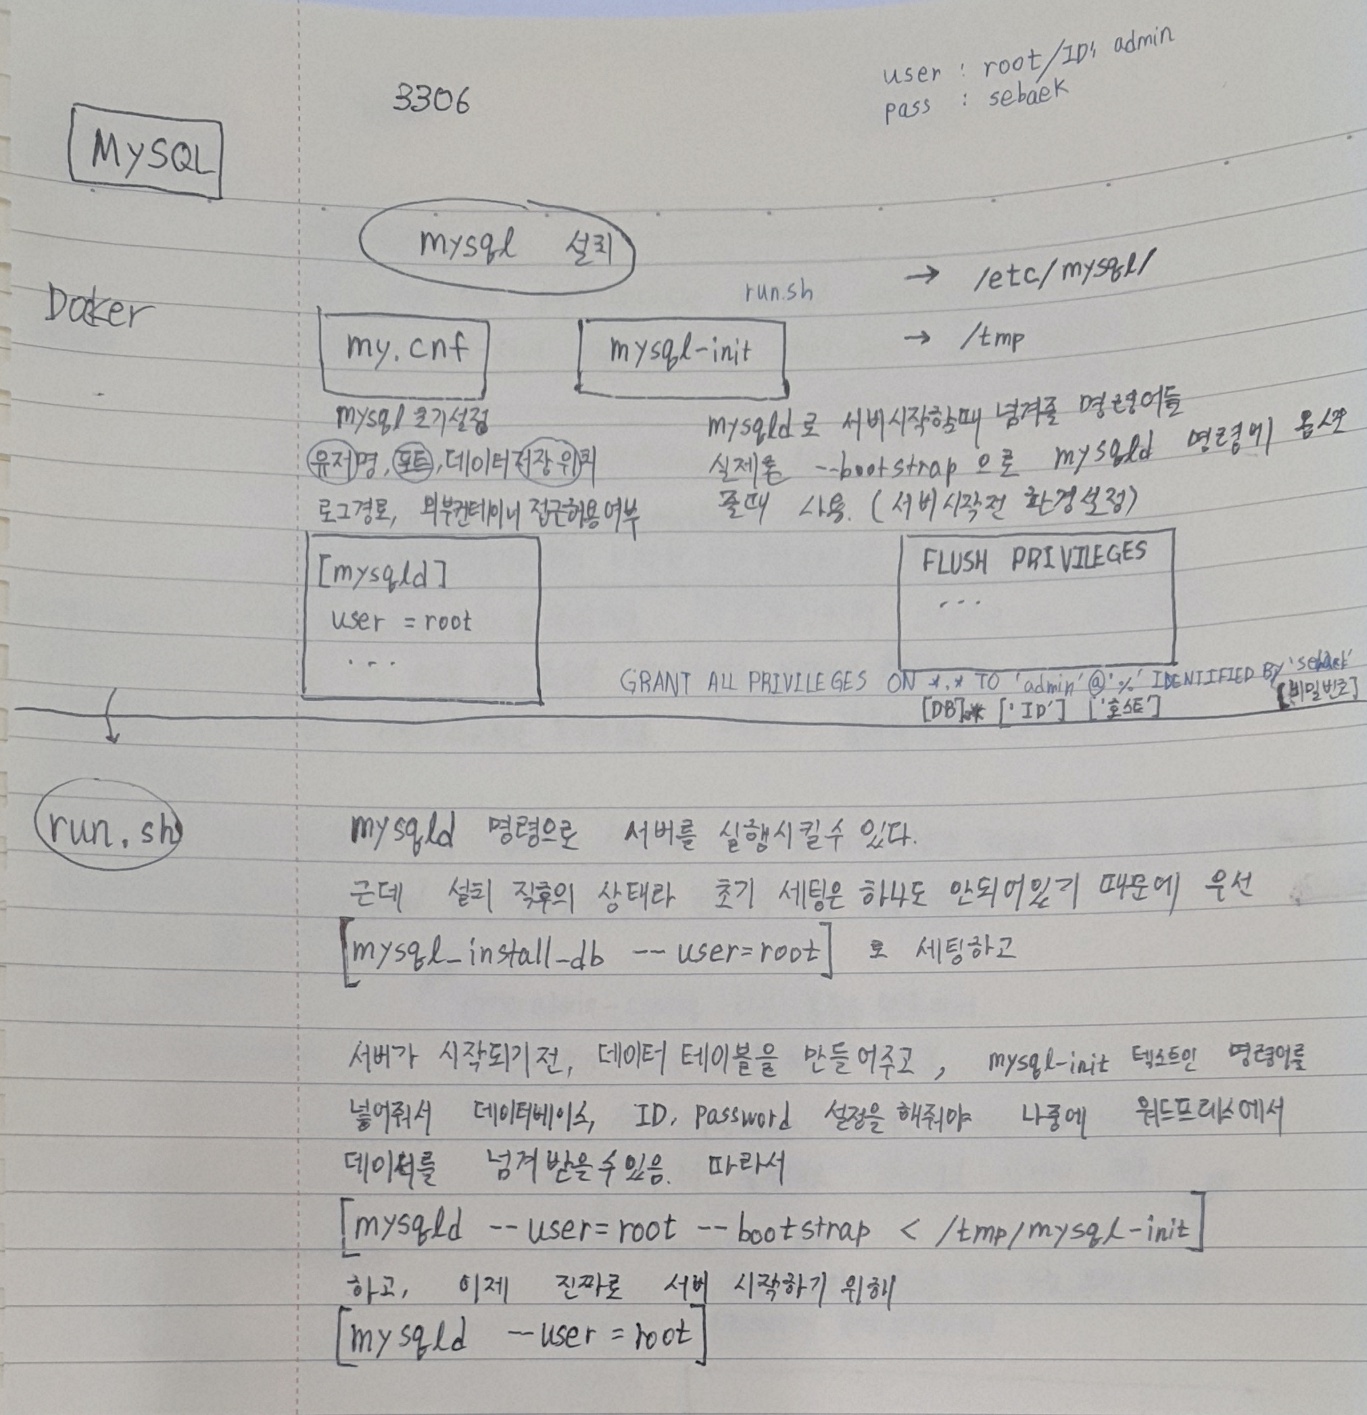 user : root/ID: admin
pass : sebaek
3306
MySQL
mysql 설치
Docker
run.sh
→ /etc/mysql/
my.cnf
mysql-init
→ /tmp
mysql 초기설정
유저명, 포트, 데이터저장위치
로그경로, 외부컨테이너 접근허용여부
mysqld로 서버시작할때 넘겨줄 명령어들
실제론 --bootstrap으로 mysqld 명령에 옵션
줄때 사용. (서버시작전 환경설정)
[mysqld]
user = root
...
FLUSH PRIVILEGES
...
GRANT ALL PRIVILEGES ON *.* TO 'admin'@'%' IDENTIFIED BY 'sebaek'
[DB].* ['ID'] ['호스트'] [비밀번호]
run.sh
mysqld 명령으로 서버를 실행시킬수 있다.
근데 설치 직후의 상태라 초기 세팅은 하나도 안되어있기 때문에 우선
[mysql_install_db --user=root] 로 세팅하고
서버가 시작되기전, 데이터 테이블을 만들어주고, mysql-init 텍스트인 명령어를
넣어줘서 데이터베이스, ID, password 설정을 해줘야 나중에 워드프레스에서
데이터를 넘겨받을수있음. 따라서
[mysqld --user=root --bootstrap < /tmp/mysql-init]
하고, 이제 진짜로 서버 시작하기 위해
[mysqld --user = root]